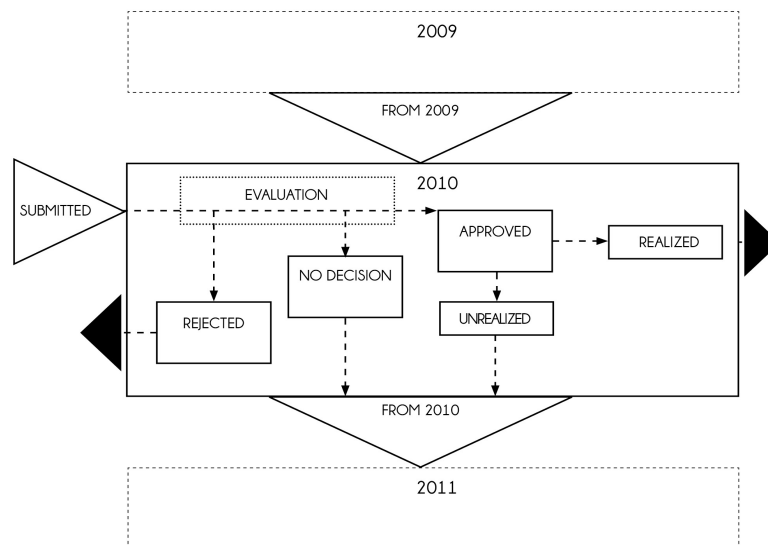 2009
FROM 2009
2010
EVALUATION
SUBMITTED
APPROVED
REALIZED
NO DECISION
REJECTED
UNREALIZED
FROM 2010
2011